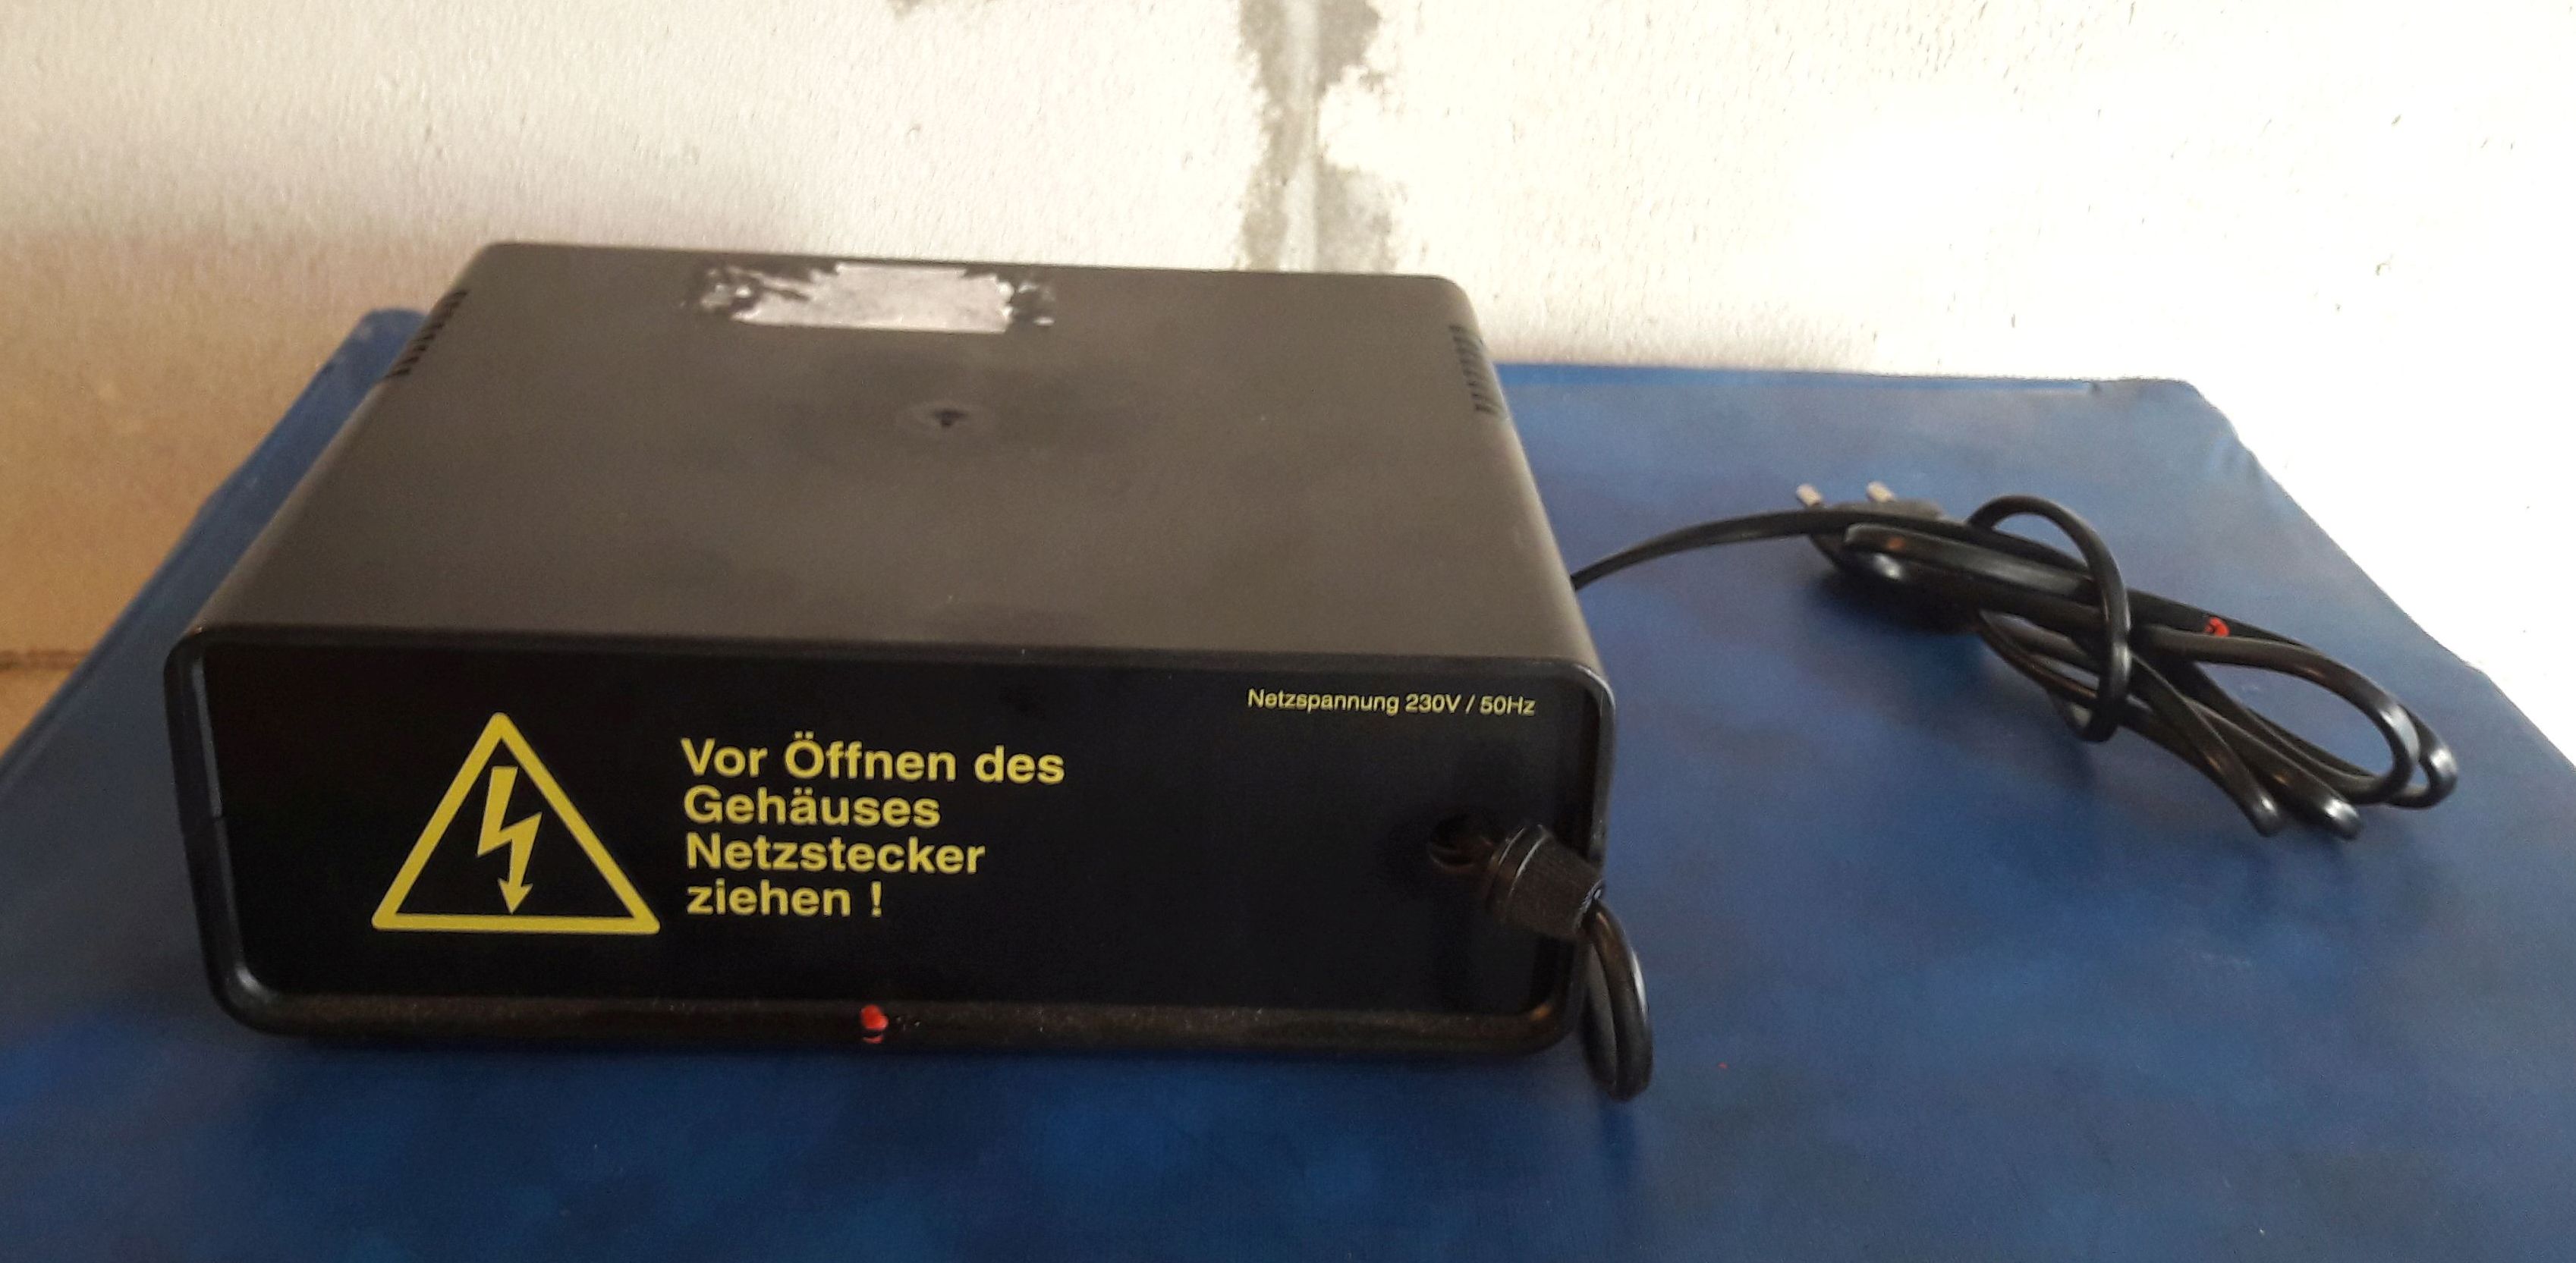 Netzspannung 230V / 50Hz
Vor Öffnen des
Gehäuses
Netzstecker
ziehen !